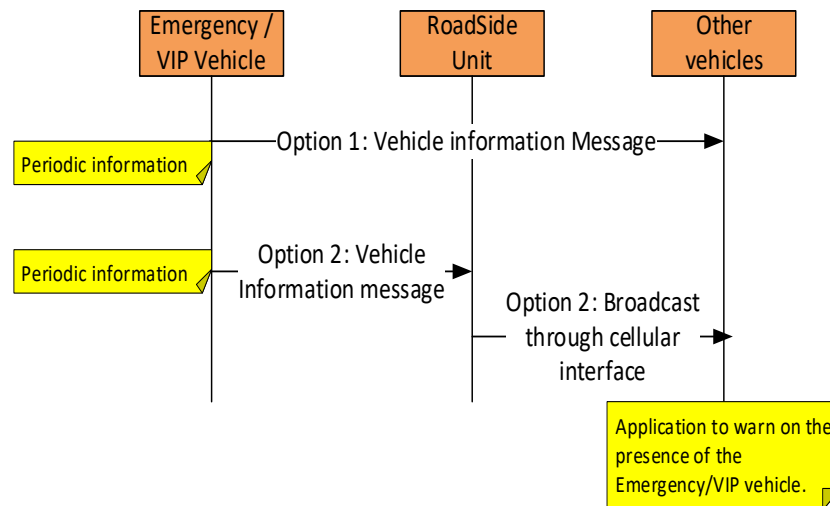 Emergency /
VIP Vehicle
RoadSide
Unit
Other
vehicles
Option 1: Vehicle information Message
Periodic information
Option 2: Vehicle
Information message
Periodic information
Option 2: Broadcast
through cellular
interface
Application to warn on the
presence of the
Emergency/VIP vehicle.